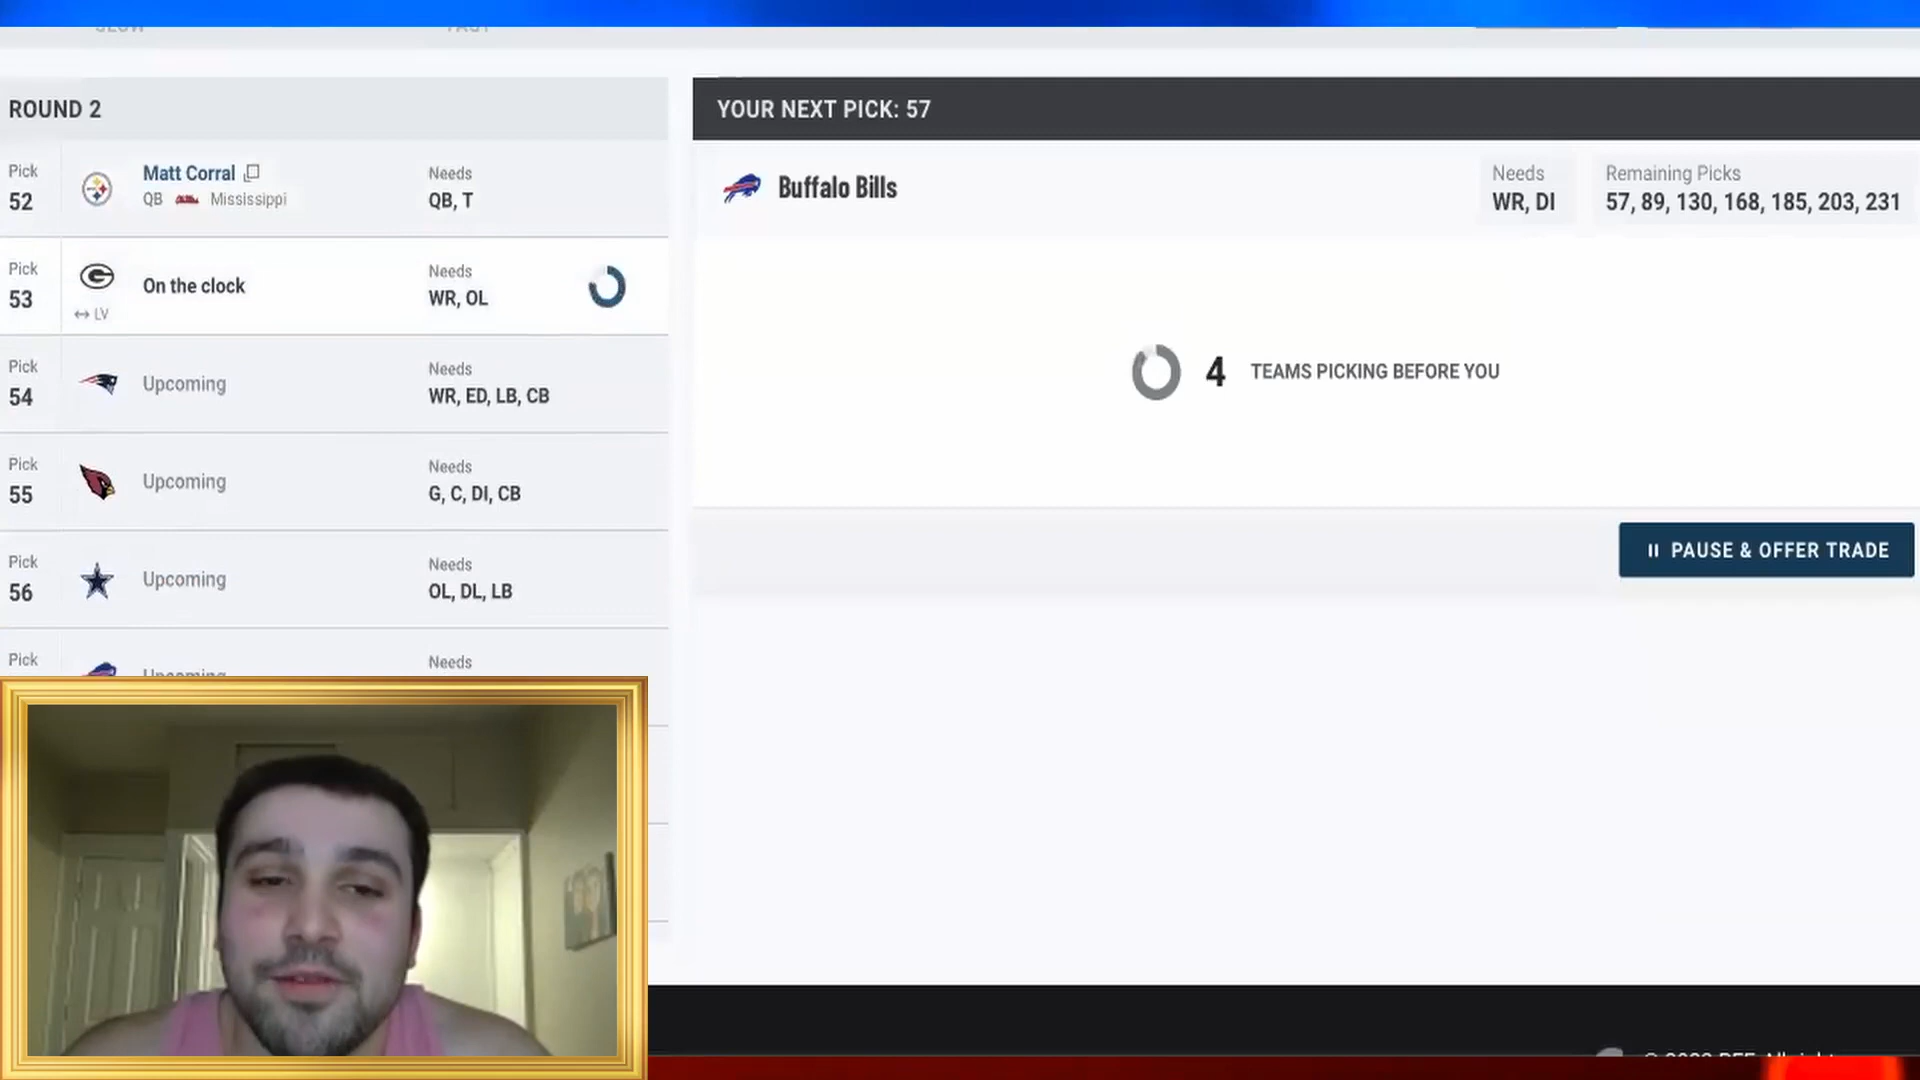 SLOW
FAST
ROUND 2
Pick
52
Matt Corral
QB Mississippi
Needs
QB, T
Pick
53
↔ LV
On the clock
Needs
WR, OL
Pick
54
Upcoming
Needs
WR, ED, LB, CB
Pick
55
Upcoming
Needs
G, C, DI, CB
Pick
56
Upcoming
Needs
OL, DL, LB
Pick
Upcoming
Needs
YOUR NEXT PICK: 57
Buffalo Bills
Needs
WR, DI
Remaining Picks
57, 89, 130, 168, 185, 203, 231
4 TEAMS PICKING BEFORE YOU
PAUSE & OFFER TRADE